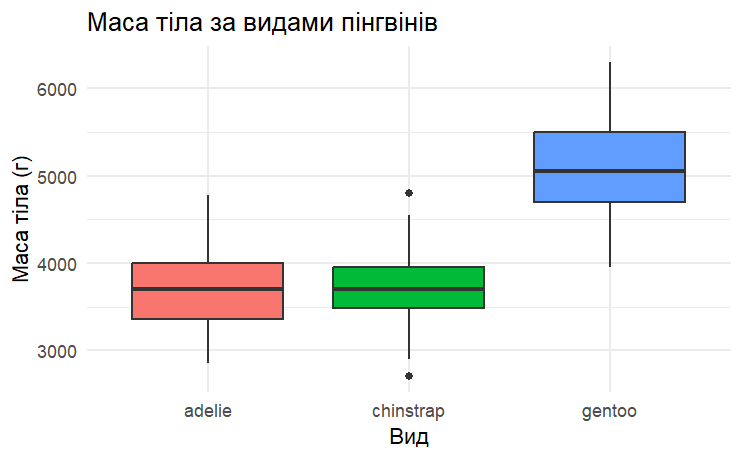 Маса тіла за видами пінгвінів
Маса тіла (г)
6000
5000
4000
3000
adelie
chinstrap
gentoo
Вид